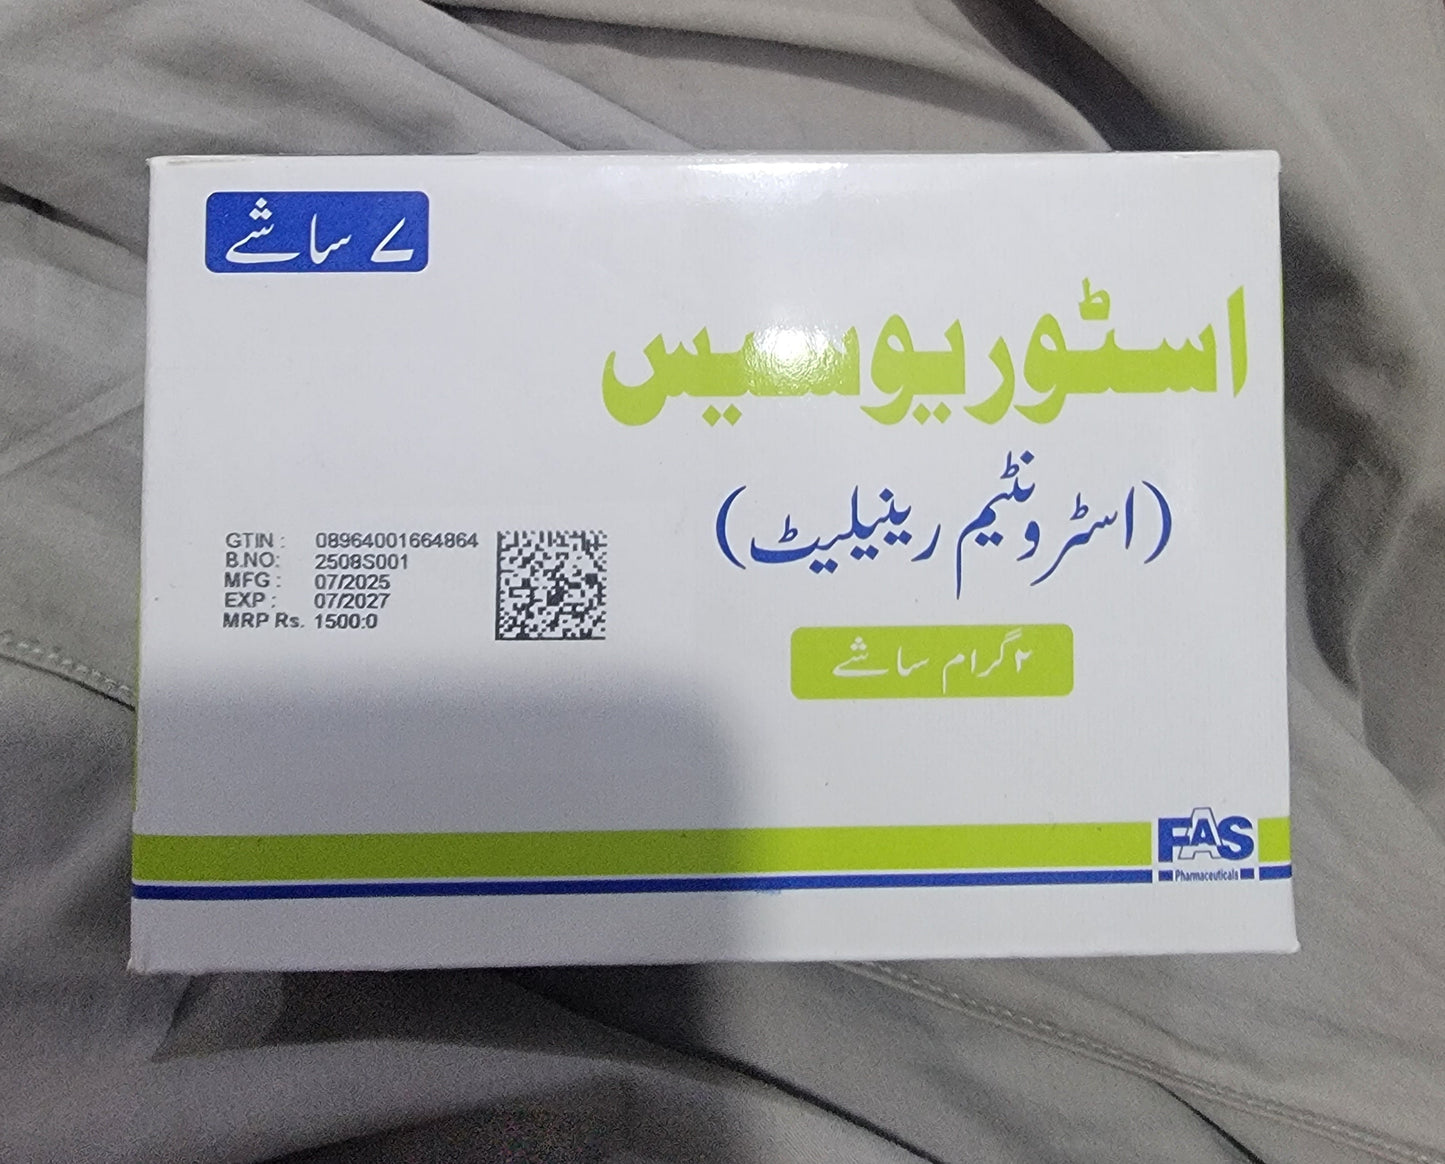 ۷ ساشے
اسٹوریوسیس
(اسٹرونٹیم رینیلیٹ)
۲ گرام ساشے
GTIN : 08964001664864
B.NO: 2508S001
MFG : 07/2025
EXP : 07/2027
MRP Rs. 1500:0
FAS
Pharmaceuticals